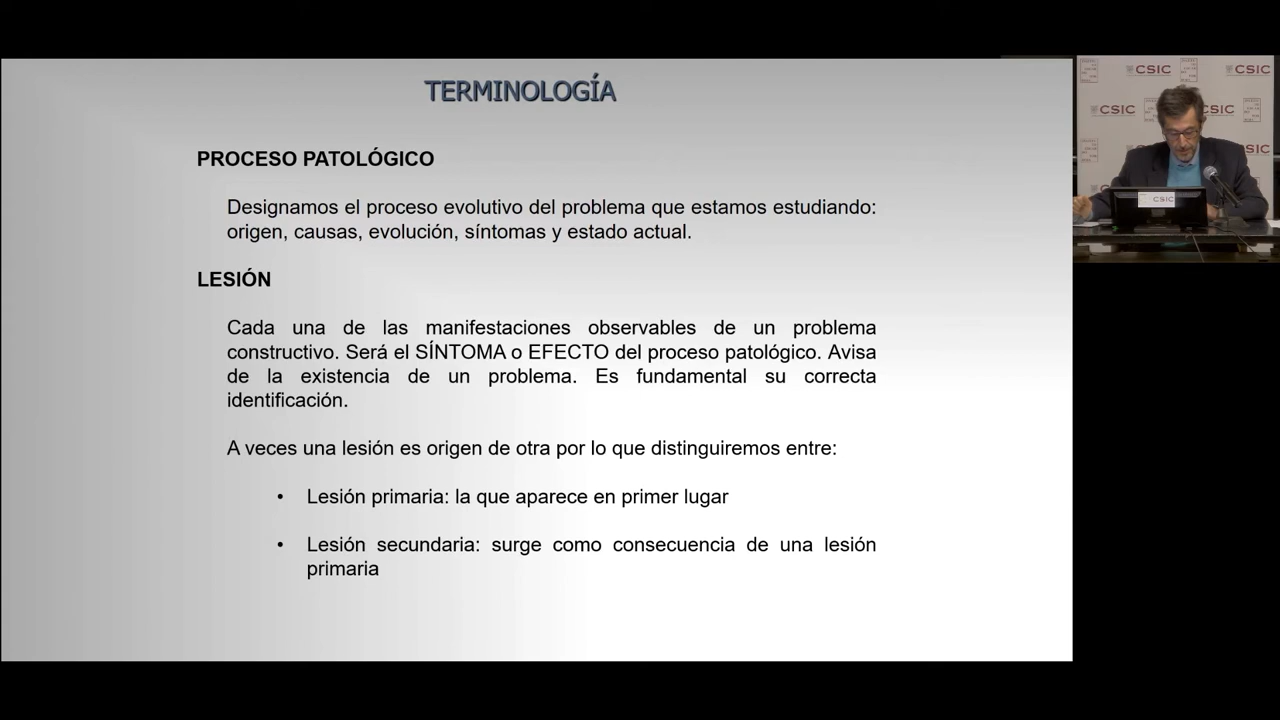 TERMINOLOGÍA
PROCESO PATOLÓGICO
Designamos el proceso evolutivo del problema que estamos estudiando:
origen, causas, evolución, síntomas y estado actual.
LESIÓN
Cada una de las manifestaciones observables de un problema
constructivo. Será el SÍNTOMA o EFECTO del proceso patológico. Avisa
de la existencia de un problema. Es fundamental su correcta
identificación.
A veces una lesión es origen de otra por lo que distinguiremos entre:
• Lesión primaria: la que aparece en primer lugar
• Lesión secundaria: surge como consecuencia de una lesión
primaria
CSIC
CSIC
CSIC
CSIC
CSIC